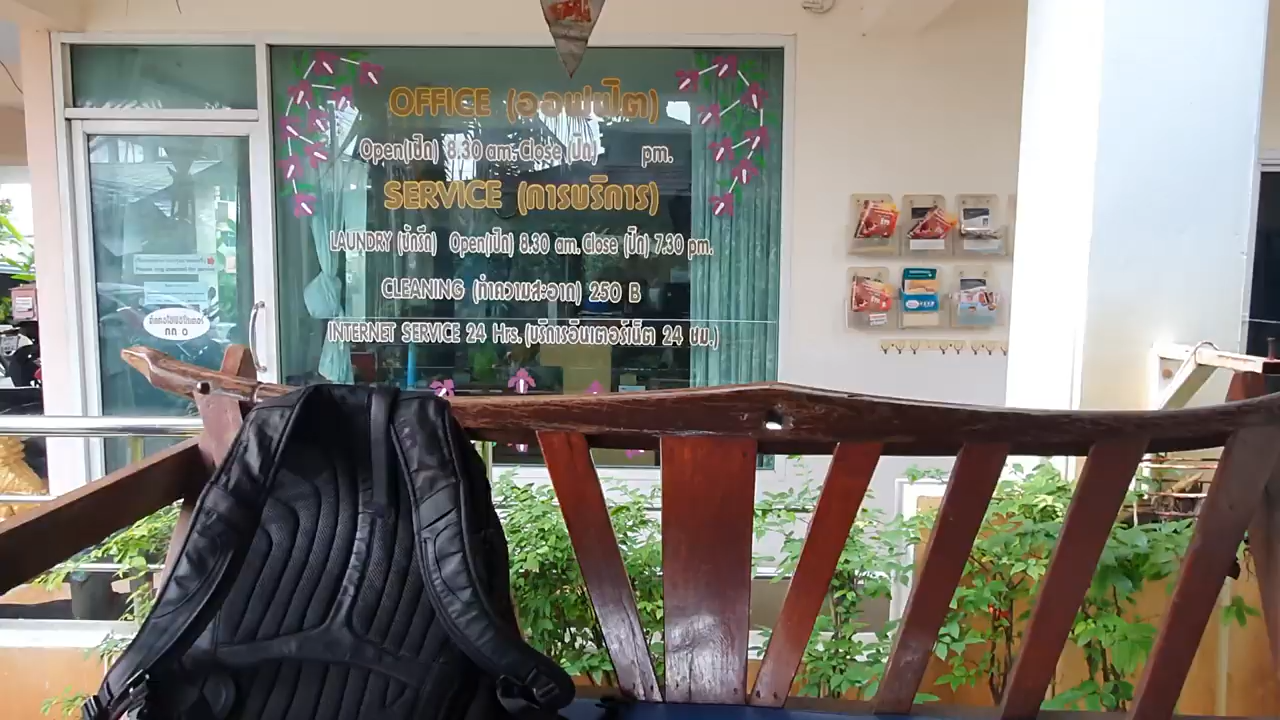 OFFICE (ออฟฟิต)
Open(เปิด) 8.30 am. Close (ปิด) pm.
SERVICE (การบริการ)
LAUNDRY (ซักรีด) Open(เปิด) 8.30 am. Close (ปิด) 7.30 pm.
CLEANING (ทำความสะอาด) 250 B
INTERNET SERVICE 24 Hrs. (บริการอินเตอร์เน็ต 24 ชม.)